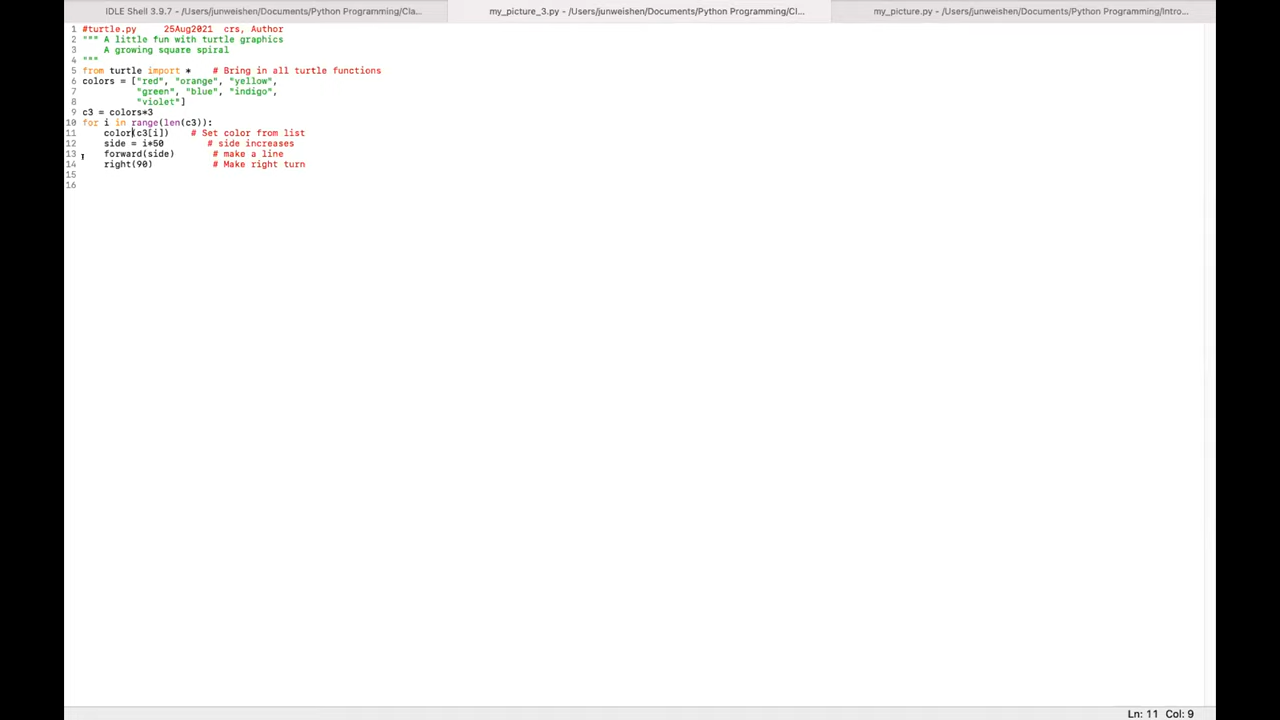 IDLE Shell 3.9.7 - /Users/junweishen/Documents/Python Programming/Cla...
my_picture_3.py - /Users/junweishen/Documents/Python Programming/Cl...
my_picture.py - /Users/junweishen/Documents/Python Programming/Intro...
1 #turtle.py     25Aug2021  crs, Author
2 """ A little fun with turtle graphics
3     A growing square spiral
4 """
5 from turtle import *    # Bring in all turtle functions
6 colors = ["red", "orange", "yellow",
7           "green", "blue", "indigo",
8           "violet"]
9 c3 = colors*3
10 for i in range(len(c3)):
11     color(c3[i])    # Set color from list
12     side = i*50        # side increases
13     forward(side)       # make a line
14     right(90)           # Make right turn
15
16
Ln: 11  Col: 9